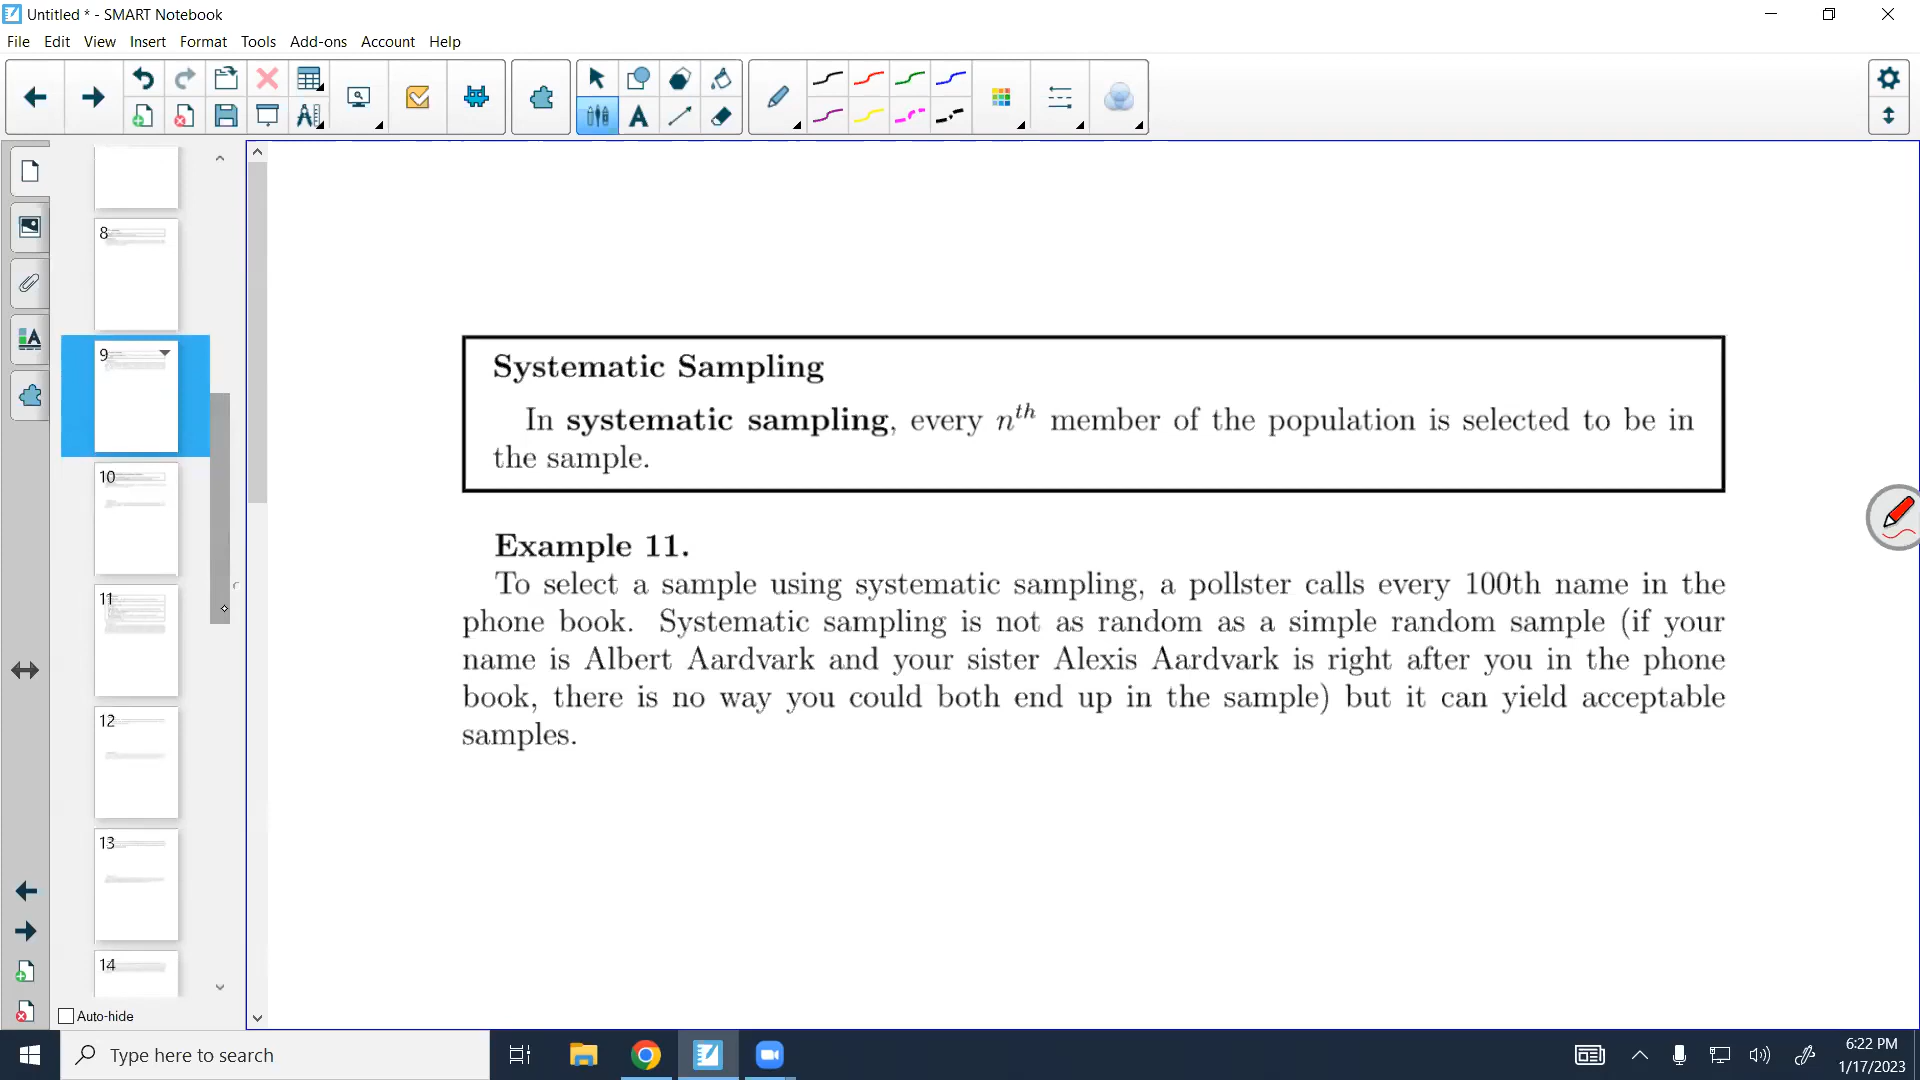 Untitled * - SMART Notebook
File Edit View Insert Format Tools Add-ons Account Help
8
9
10
11
12
13
14
Auto-hide
Systematic Sampling
In systematic sampling, every nth member of the population is selected to be in
the sample.
Example 11.
To select a sample using systematic sampling, a pollster calls every 100th name in the
phone book. Systematic sampling is not as random as a simple random sample (if your
name is Albert Aardvark and your sister Alexis Aardvark is right after you in the phone
book, there is no way you could both end up in the sample) but it can yield acceptable
samples.
Type here to search
6:22 PM
1/17/2023